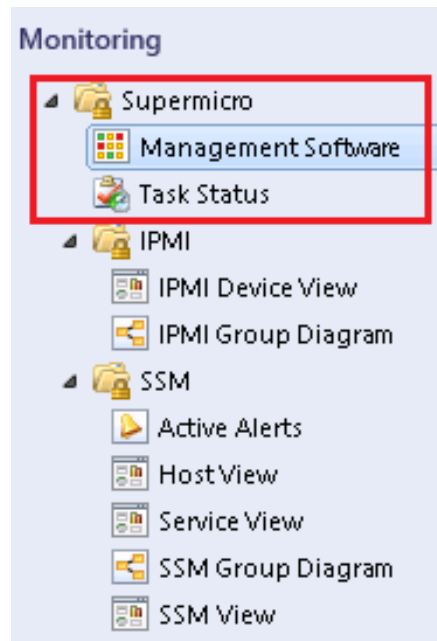 Monitoring
Supermicro
Management Software
Task Status
IPMI
IPMI Device View
IPMI Group Diagram
SSM
Active Alerts
Host View
Service View
SSM Group Diagram
SSM View